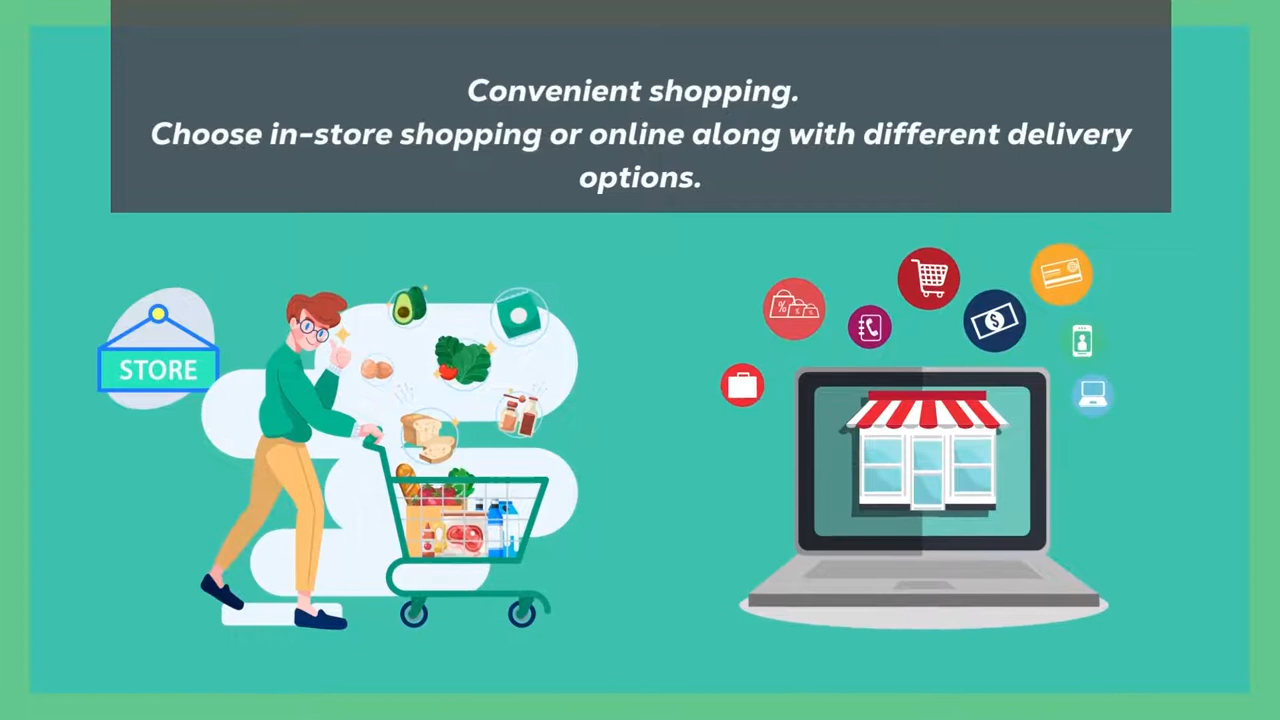 Convenient shopping.
Choose in-store shopping or online along with different delivery
options.
STORE